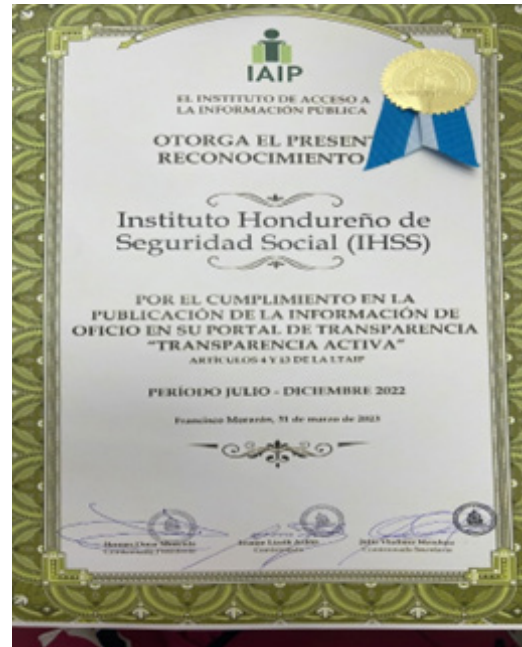 IAIP
EL INSTITUTO DE ACCESO A
LA INFORMACIÓN PÚBLICA
OTORGA EL PRESENT
RECONOCIMIENTO
Instituto Hondureño de
Seguridad Social (IHSS)
POR EL CUMPLIMIENTO EN LA
PUBLICACIÓN DE LA INFORMACIÓN DE
OFICIO EN SU PORTAL DE TRANSPARENCIA
"TRANSPARENCIA ACTIVA"
ARTICULOS 4 Y 13 DE LA LTAIP
PERÍODO JULIO - DICIEMBRE 2022
Francisco Morazán, 31 de marzo de 2023